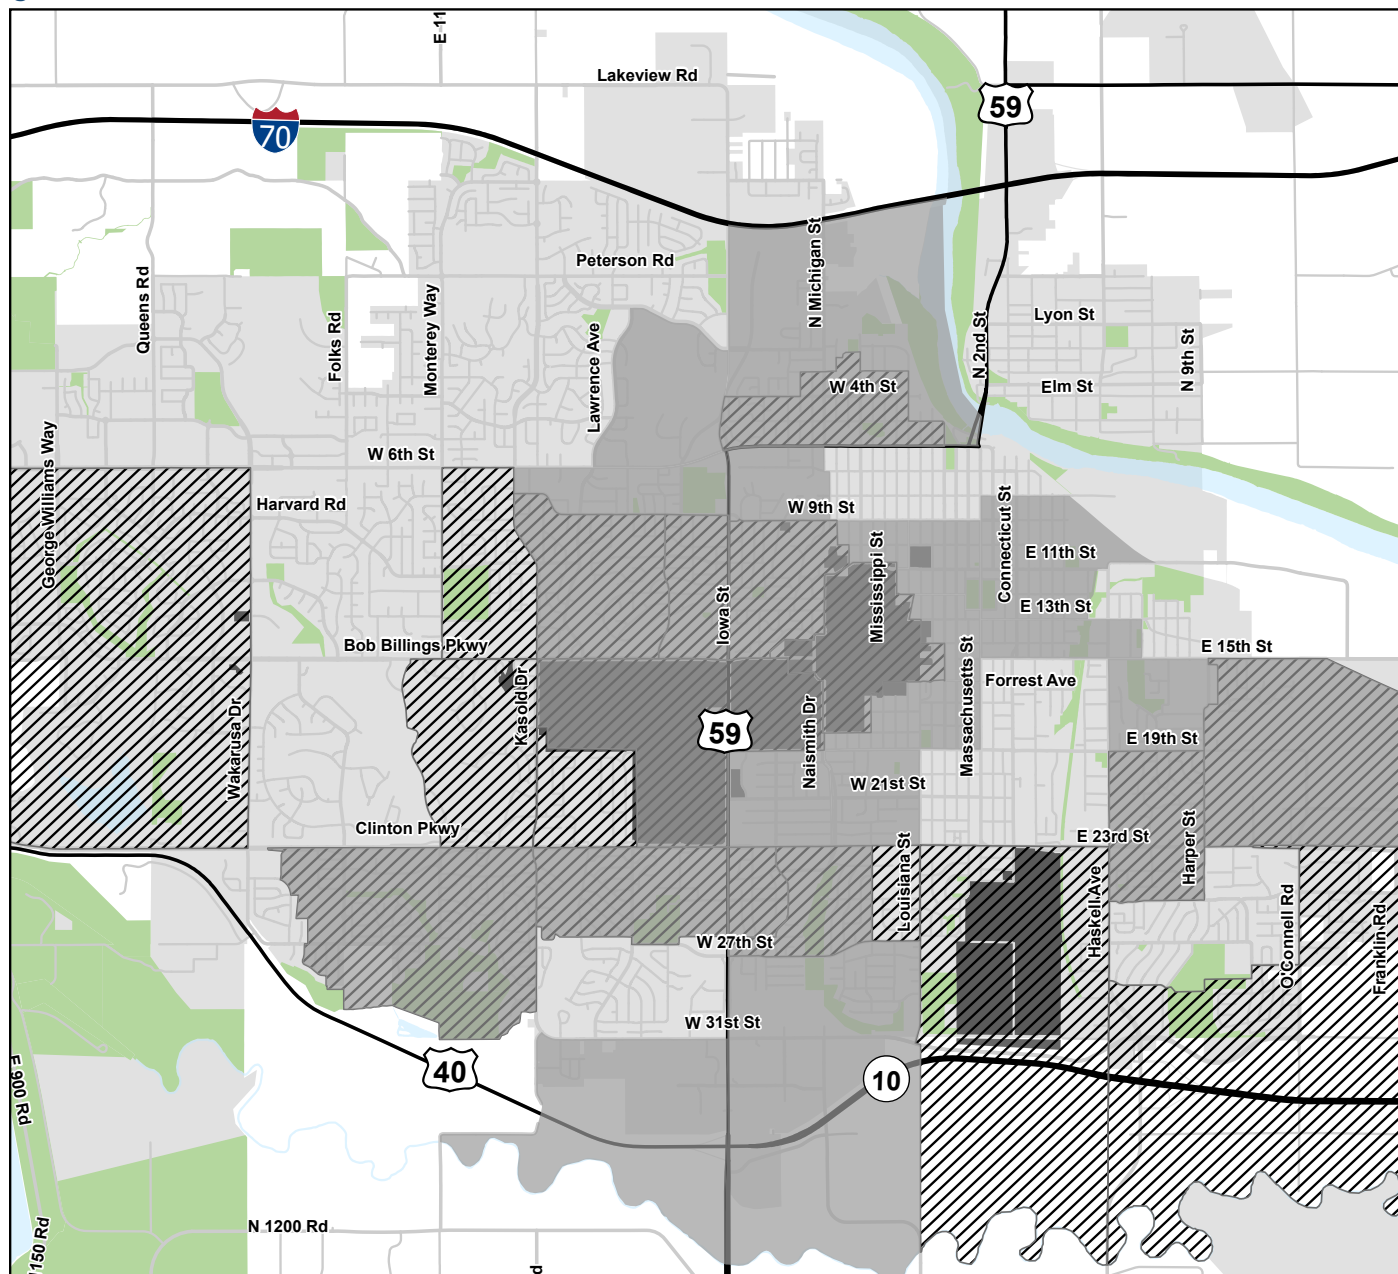 E 11
Lakeview Rd
59
70
N Michigan St
Peterson Rd
Queens Rd
Folks Rd
Monterey Way
Lawrence Ave
Lyon St
N 2nd St
N 9th St
W 4th St
Elm St
W 6th St
George Williams Way
Harvard Rd
W 9th St
Connecticut St
Mississippi St
E 11th St
Iowa St
E 13th St
Bob Billings Pkwy
E 15th St
Massachusetts St
Forrest Ave
Kasold Dr
Naismith Dr
59
Wakarusa Dr
E 19th St
W 21st St
Clinton Pkwy
E 23rd St
Harper St
Louisiana St
Haskell Ave
O'Connell Rd
Franklin Rd
W 27th St
W 31st St
E 900 Rd
40
10
N 1200 Rd
1150 Rd
d